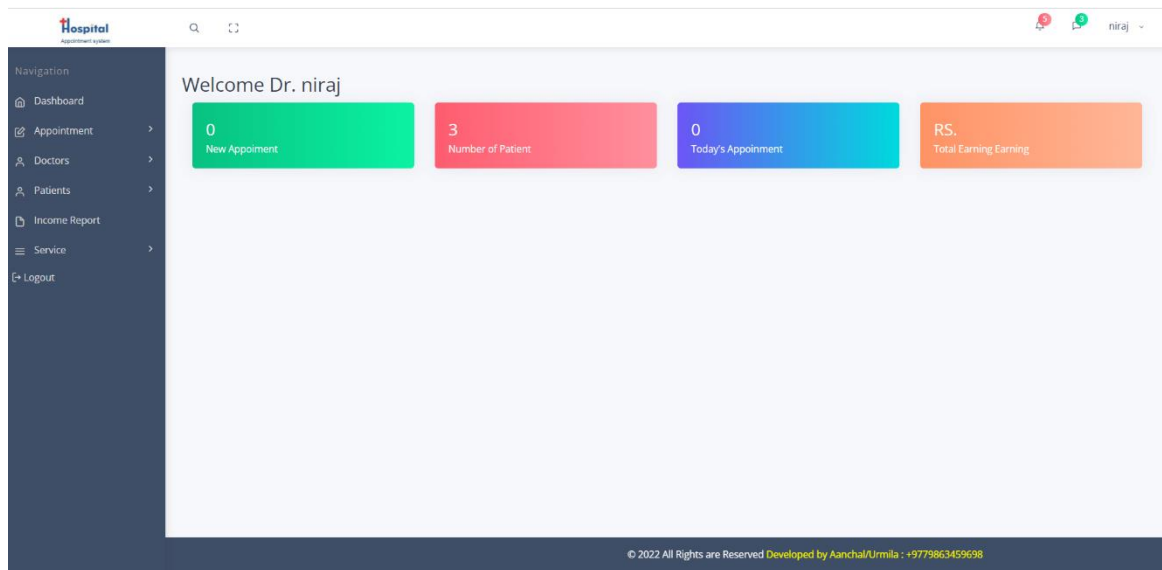 Hospital
Appointment system
5
3
niraj
Navigation
Dashboard
Appointment
Doctors
Patients
Income Report
Service
Logout
Welcome Dr. niraj
0
New Appoiment
3
Number of Patient
0
Today's Appoinment
RS.
Total Earning Earning
© 2022 All Rights are Reserved Developed by Aanchal/Urmila : +9779863459698